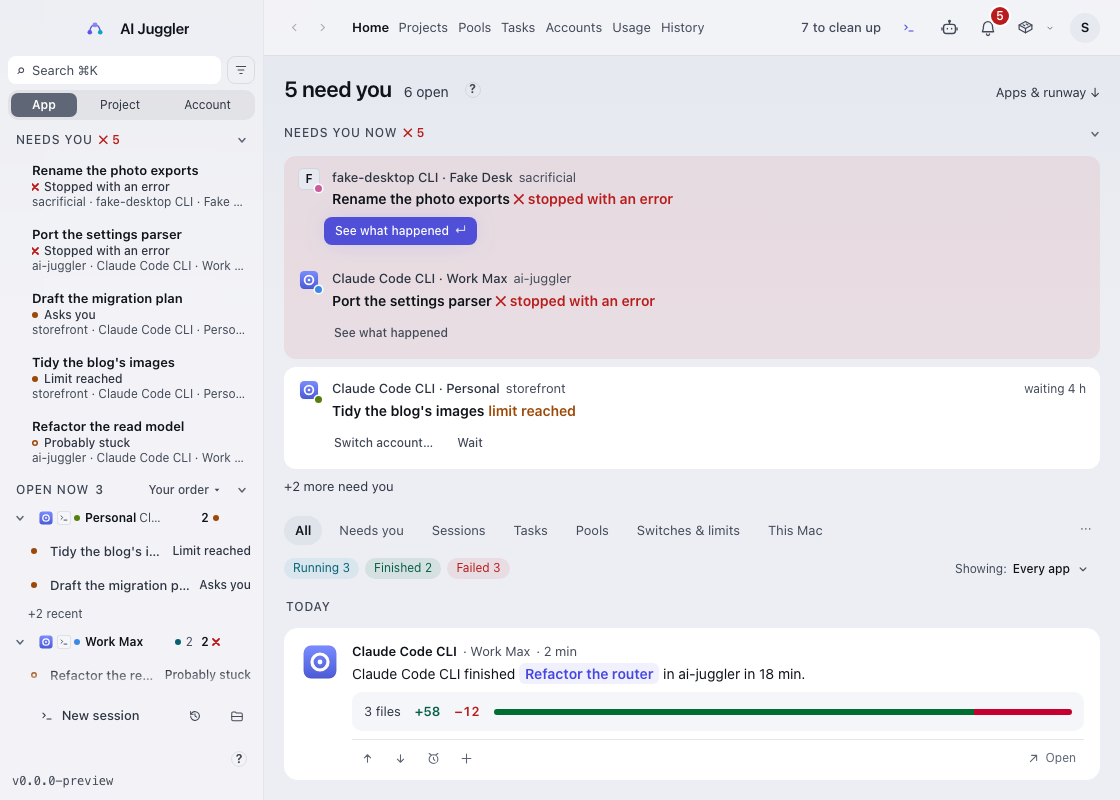 AI Juggler
Search ⌘K
App Project Account
NEEDS YOU 5
Rename the photo exports
Stopped with an error
sacrificial · fake-desktop CLI · Fake ...
Port the settings parser
Stopped with an error
ai-juggler · Claude Code CLI · Work ...
Draft the migration plan
Asks you
storefront · Claude Code CLI · Perso...
Tidy the blog's images
Limit reached
storefront · Claude Code CLI · Perso...
Refactor the read model
Probably stuck
ai-juggler · Claude Code CLI · Work ...
OPEN NOW 3 Your order
Personal Cl... 2
Tidy the blog's i... Limit reached
Draft the migration p... Asks you
+2 recent
Work Max 2 2
Refactor the re... Probably stuck
New session
?
v0.0.0-preview
Home Projects Pools Tasks Accounts Usage History 7 to clean up 5 S
5 need you 6 open ? Apps & runway ↓
NEEDS YOU NOW 5
F fake-desktop CLI · Fake Desk sacrificial
Rename the photo exports stopped with an error
See what happened
Claude Code CLI · Work Max ai-juggler
Port the settings parser stopped with an error
See what happened
Claude Code CLI · Personal storefront waiting 4 h
Tidy the blog's images limit reached
Switch account... Wait
+2 more need you
All Needs you Sessions Tasks Pools Switches & limits This Mac ...
Running 3 Finished 2 Failed 3 Showing: Every app
TODAY
Claude Code CLI · Work Max · 2 min
Claude Code CLI finished Refactor the router in ai-juggler in 18 min.
3 files +58 −12
Open